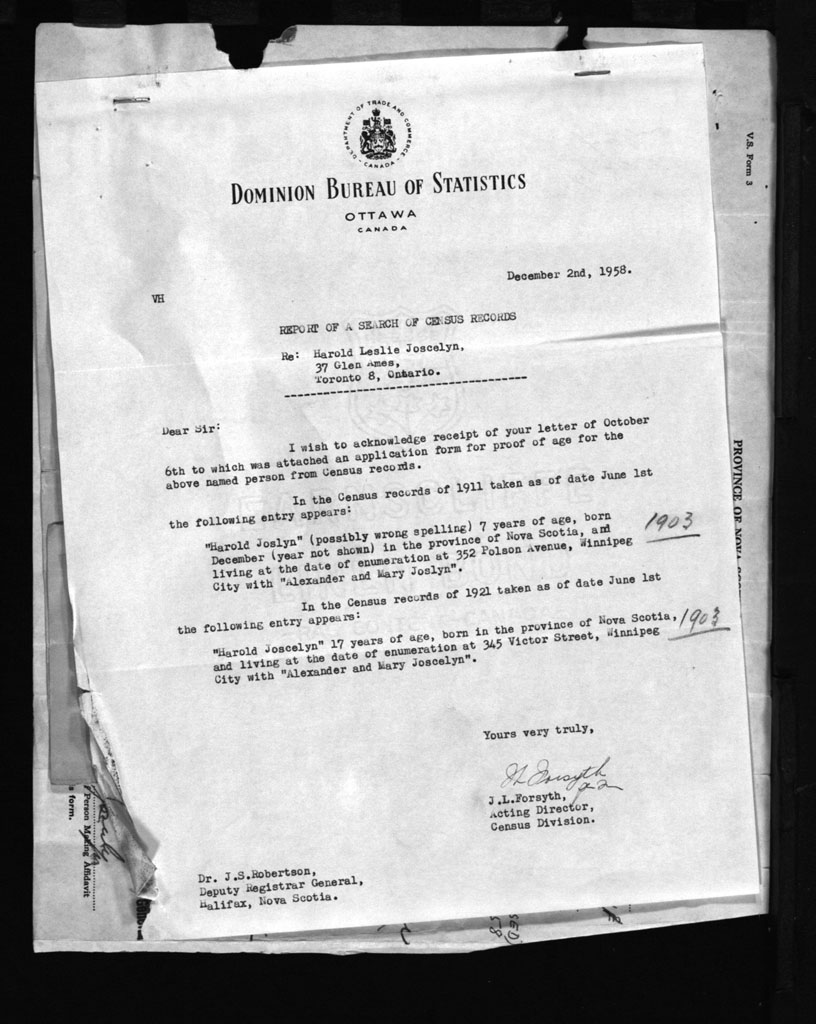 DEPARTMENT OF TRADE AND COMMERCE
CANADA
DOMINION BUREAU OF STATISTICS
OTTAWA
CANADA
V.S. Form 3
December 2nd, 1958.
VH
REPORT OF A SEARCH OF CENSUS RECORDS
Re: Harold Leslie Joscelyn,
37 Glen Ames,
Toronto 8, Ontario.
Dear Sir:
I wish to acknowledge receipt of your letter of October
6th to which was attached an application form for proof of age for the
above named person from Census records.
In the Census records of 1911 taken as of date June 1st
the following entry appears:
"Harold Joslyn" (possibly wrong spelling) 7 years of age, born
December (year not shown) in the province of Nova Scotia, and 1903
living at the date of enumeration at 352 Polson Avenue, Winnipeg
City with "Alexander and Mary Joslyn".
In the Census records of 1921 taken as of date June 1st
the following entry appears:
"Harold Joscelyn" 17 years of age, born in the province of Nova Scotia, 1903
and living at the date of enumeration at 345 Victor Street, Winnipeg
City with "Alexander and Mary Joscelyn".
Yours very truly,
J L Forsyth
J.L.Forsyth,
Acting Director,
Census Division.
Dr. J.S.Robertson,
Deputy Registrar General,
Halifax, Nova Scotia.
PROVINCE OF NOVA
Person Making Affidavit
form.